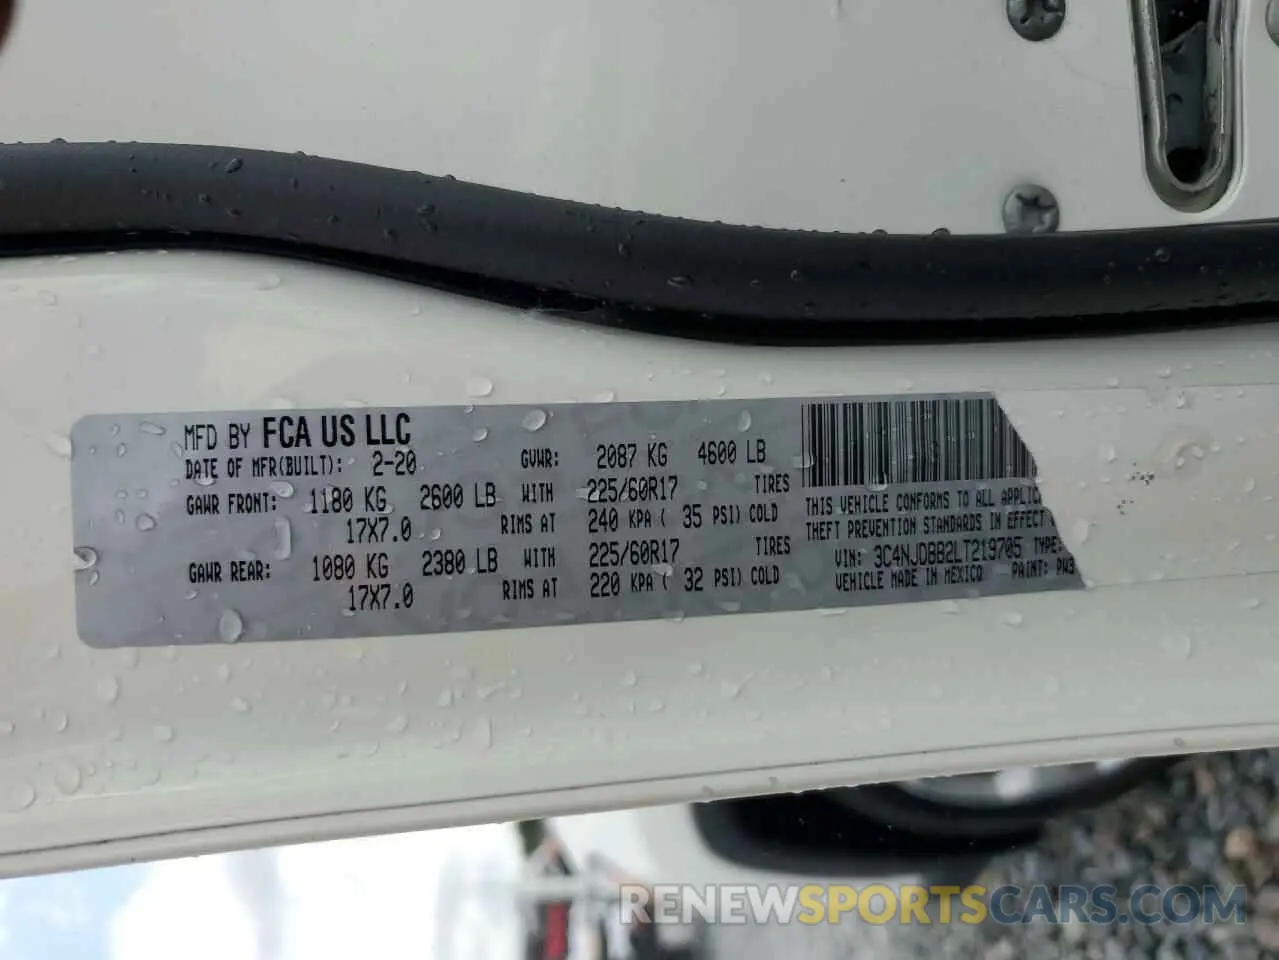 MFD BY FCA US LLC
DATE OF MFR(BUILT): 2-20 GVWR: 2087 KG 4600 LB
GAWR FRONT: 1180 KG 2600 LB WITH 225/60R17 TIRES
17X7.0 RIMS AT 240 KPA ( 35 PSI) COLD
GAWR REAR: 1080 KG 2380 LB WITH 225/60R17 TIRES
17X7.0 RIMS AT 220 KPA ( 32 PSI) COLD
THIS VEHICLE CONFORMS TO ALL APPLIC
THEFT PREVENTION STANDARDS IN EFFECT
VIN: 3C4NJDBB2LT219705 TYPE:
VEHICLE MADE IN MEXICO PAINT: PW3
RENEWSPORTSCARS.COM